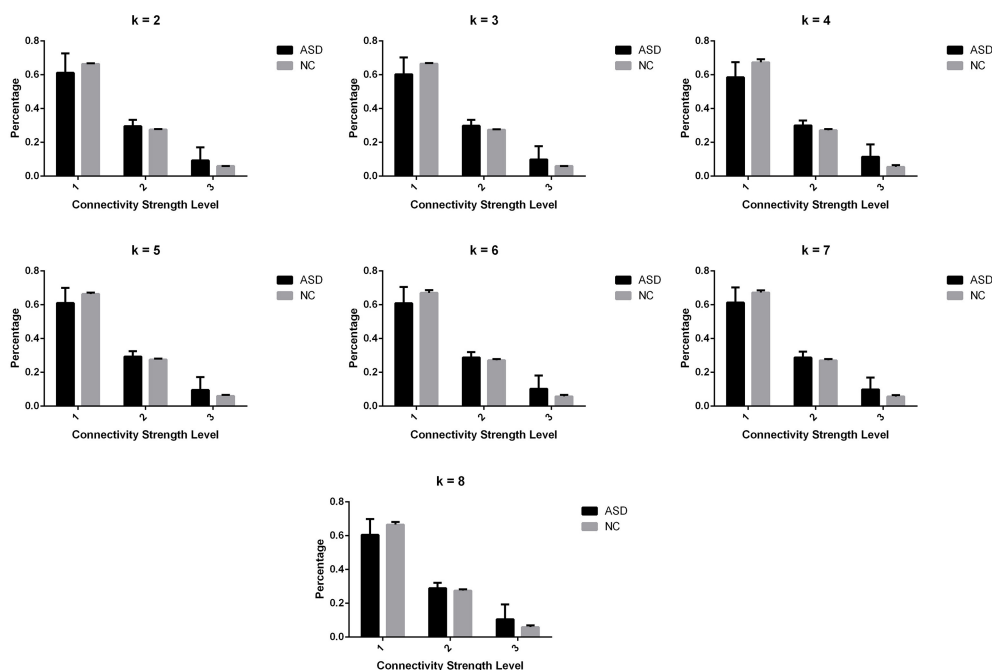 k = 2
0.8
0.6
0.4
0.2
0.0
Percentage
1
2
3
Connectivity Strength Level
ASD
NC
k = 3
0.8
0.6
0.4
0.2
0.0
Percentage
1
2
3
Connectivity Strength Level
ASD
NC
k = 4
0.8
0.6
0.4
0.2
0.0
Percentage
1
2
3
Connectivity Strength Level
ASD
NC
k = 5
0.8
0.6
0.4
0.2
0.0
Percentage
1
2
3
Connectivity Strength Level
ASD
NC
k = 6
0.8
0.6
0.4
0.2
0.0
Percentage
1
2
3
Connectivity Strength Level
ASD
NC
k = 7
0.8
0.6
0.4
0.2
0.0
Percentage
1
2
3
Connectivity Strength Level
ASD
NC
k = 8
0.8
0.6
0.4
0.2
0.0
Percentage
1
2
3
Connectivity Strength Level
ASD
NC